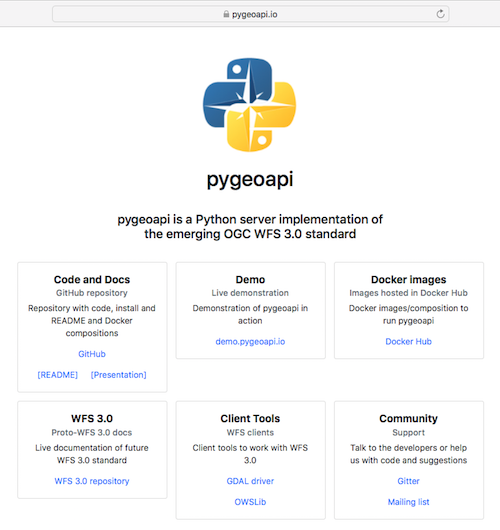 pygeoapi.io
pygeoapi
pygeoapi is a Python server implementation of
the emerging OGC WFS 3.0 standard
Code and Docs
GitHub repository
Repository with code, install and
README and Docker
compositions
GitHub
[README] [Presentation]
Demo
Live demonstration
Demonstration of pygeoapi in
action
demo.pygeoapi.io
Docker images
Images hosted in Docker Hub
Docker images/composition to
run pygeoapi
Docker Hub
WFS 3.0
Proto-WFS 3.0 docs
Live documentation of future
WFS 3.0 standard
WFS 3.0 repository
Client Tools
WFS clients
Client tools to work with WFS
3.0
GDAL driver
OWSLib
Community
Support
Talk to the developers or help
us with code and suggestions
Gitter
Mailing list